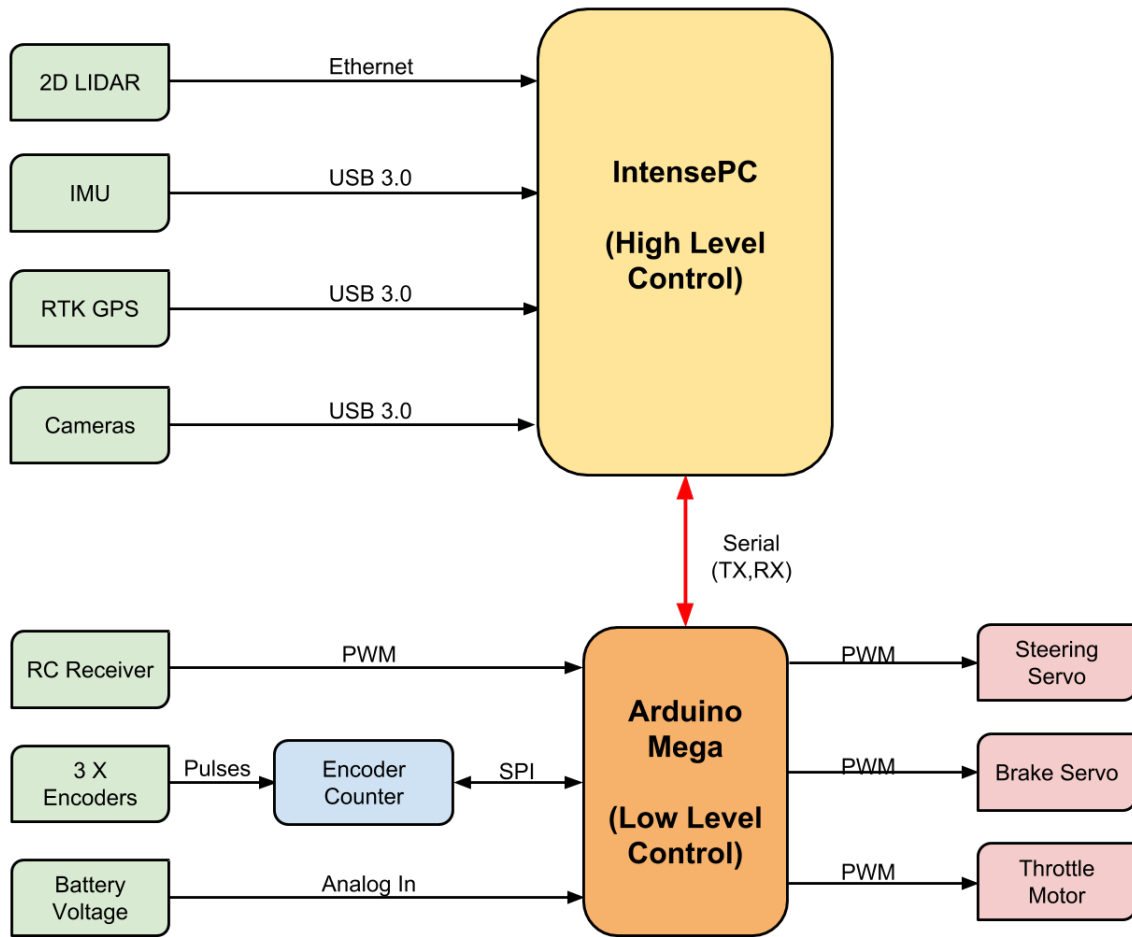 2D LIDAR
Ethernet
IMU
USB 3.0
RTK GPS
USB 3.0
Cameras
USB 3.0
IntensePC
(High Level
Control)
Serial
(TX,RX)
RC Receiver
PWM
3 X
Encoders
Pulses
Encoder
Counter
SPI
Battery
Voltage
Analog In
Arduino
Mega
(Low Level
Control)
PWM
Steering
Servo
PWM
Brake Servo
PWM
Throttle
Motor